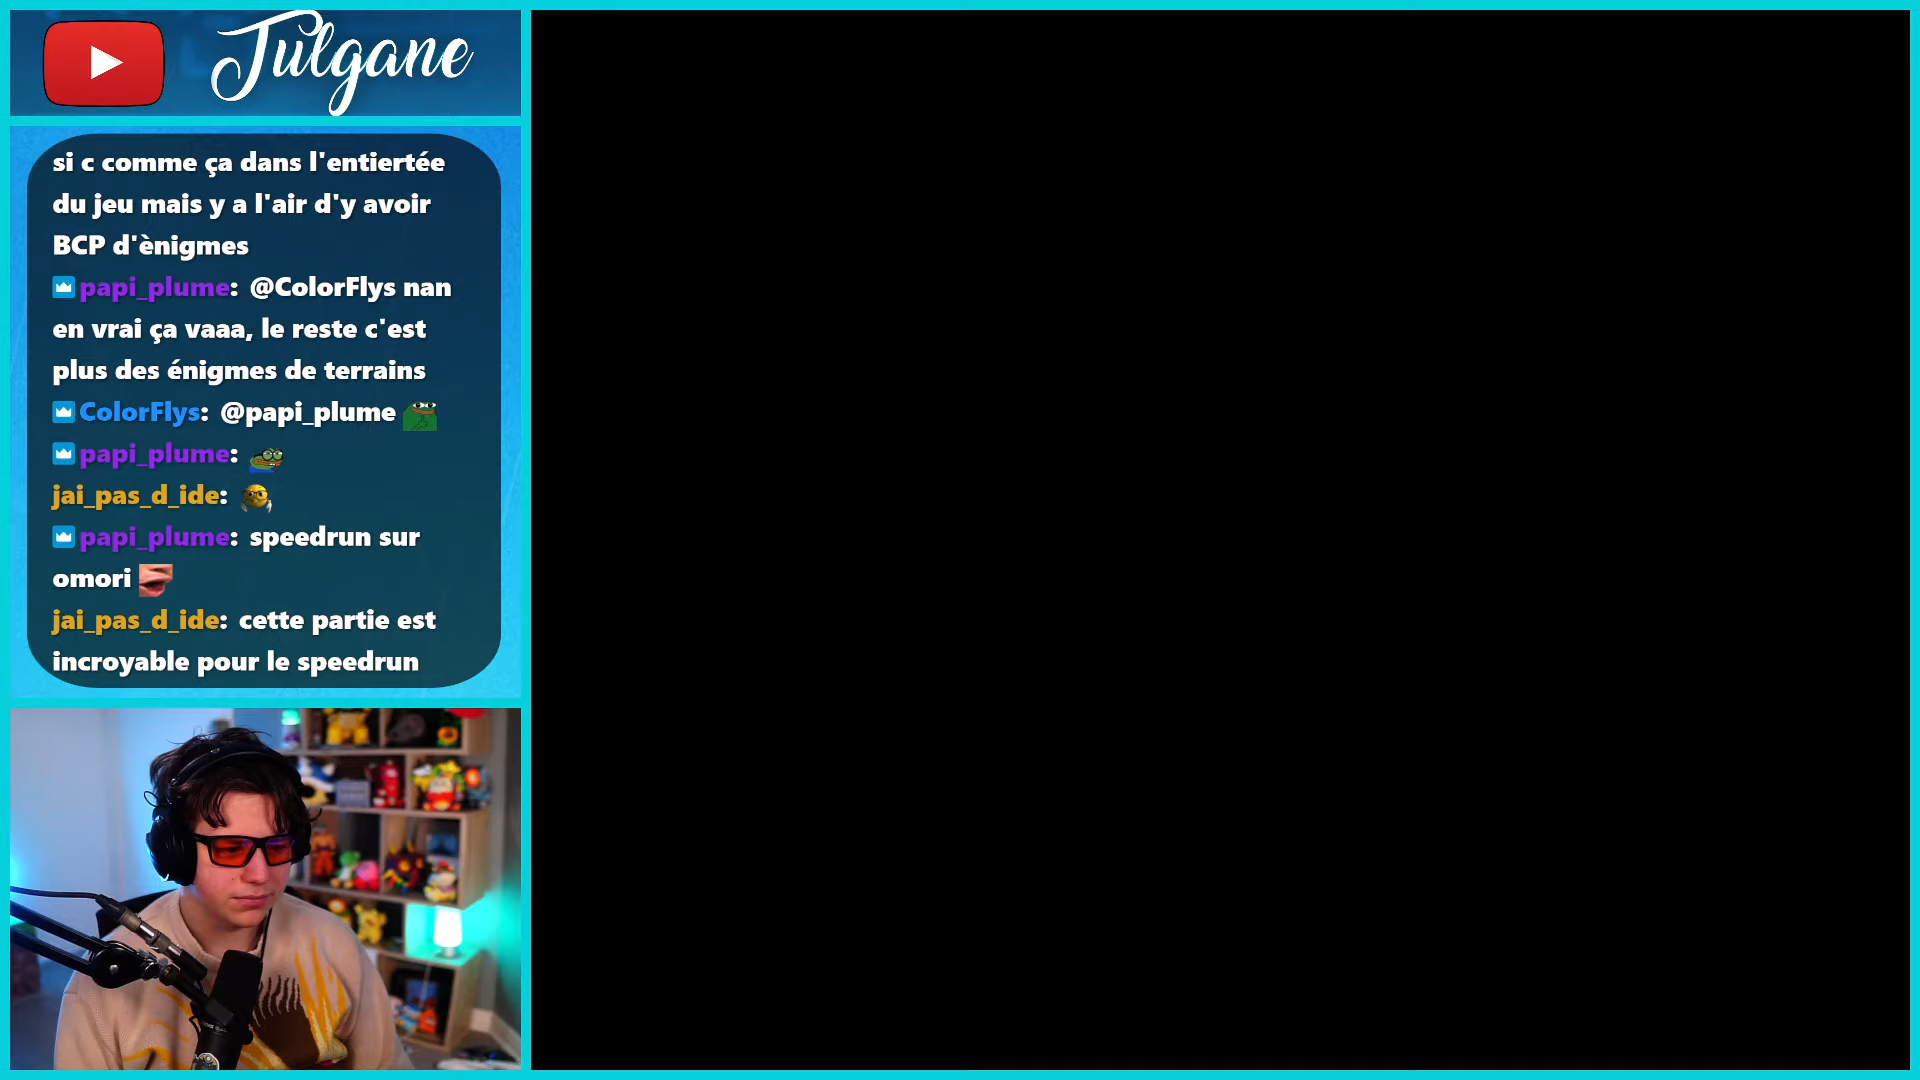 Julgane
si c comme ça dans l'entiertée
du jeu mais y a l'air d'y avoir
BCP d'ènigmes
papi_plume: @ColorFlys nan
en vrai ça vaaa, le reste c'est
plus des énigmes de terrains
ColorFlys: @papi_plume
papi_plume:
jai_pas_d_ide:
papi_plume: speedrun sur
omori
jai_pas_d_ide: cette partie est
incroyable pour le speedrun